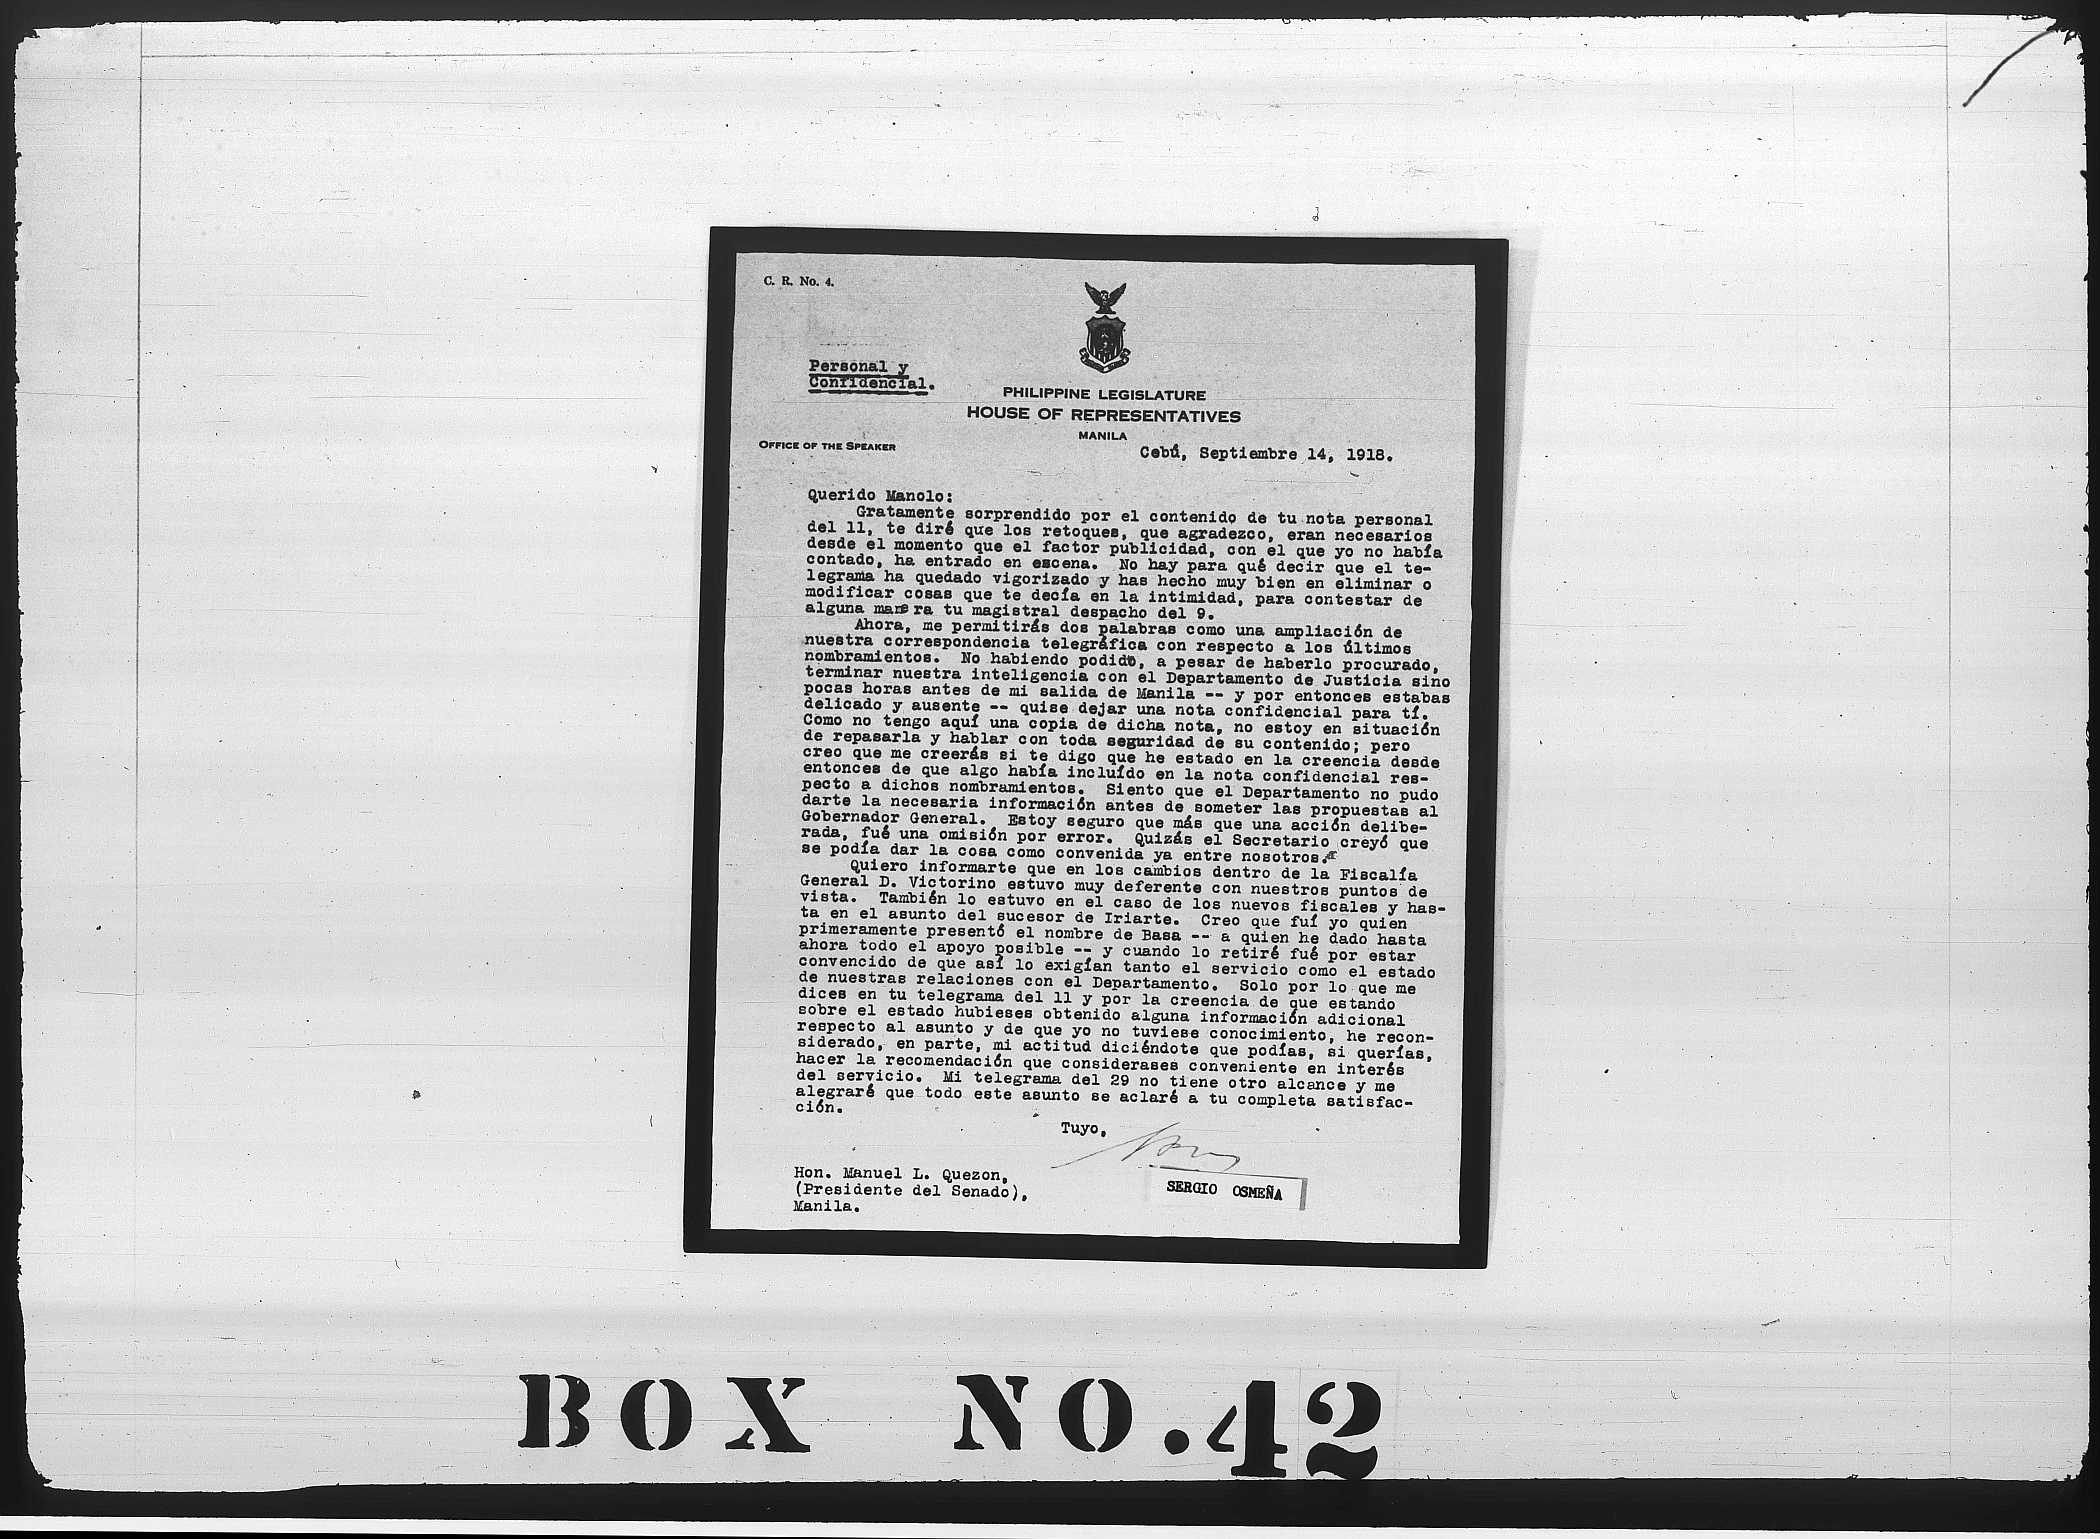 C. R. No. 4.
Personal y
Confidencial.
PHILIPPINE LEGISLATURE
HOUSE OF REPRESENTATIVES
MANILA
OFFICE OF THE SPEAKER
Cebú, Septiembre 14, 1918.
Querido Manolo:
Gratamente sorprendido por el contenido de tu nota personal
del 11, te diré que los retoques, que agradezco, eran necesarios
desde el momento que el factor publicidad, con el que yo no había
contado, ha entrado en escena. No hay para qué decir que el te-
legrama ha quedado vigorizado y has hecho muy bien en eliminar o
modificar cosas que te decía en la intimidad, para contestar de
alguna manera tu magistral despacho del 9.
Ahora, me permitirás dos palabras como una ampliación de
nuestra correspondencia telegráfica con respecto a los últimos
nombramientos. No habiendo podido, a pesar de haberlo procurado,
terminar nuestra inteligencia con el Departamento de Justicia sino
pocas horas antes de mi salida de Manila -- y por entonces estabas
delicado y ausente -- quise dejar una nota confidencial para tí.
Como no tengo aquí una copia de dicha nota, no estoy en situación
de repasarla y hablar con toda seguridad de su contenido; pero
creo que me creerás si te digo que he estado en la creencia desde
entonces de que algo había incluído en la nota confidencial res-
pecto a dichos nombramientos. Siento que el Departamento no pudo
darte la necesaria información antes de someter las propuestas al
Gobernador General. Estoy seguro que más que una acción delibe-
rada, fué una omisión por error. Quizás el Secretario creyó que
se podía dar la cosa como convenida ya entre nosotros.
Quiero informarte que en los cambios dentro de la Fiscalía
General D. Victorino estuvo muy deferente con nuestros puntos de
vista. También lo estuvo en el caso de los nuevos fiscales y has-
ta en el asunto del sucesor de Iriarte. Creo que fuí yo quien
primeramente presentó el nombre de Basa -- a quien he dado hasta
ahora todo el apoyo posible -- y cuando lo retiré fué por estar
convencido de que así lo exigían tanto el servicio como el estado
de nuestras relaciones con el Departamento. Solo por lo que me
dices en tu telegrama del 11 y por la creencia de que estando
sobre el estado hubieses obtenido alguna información adicional
respecto al asunto y de que yo no tuviese conocimiento, he recon-
siderado, en parte, mi actitud diciéndote que podías, si querías,
hacer la recomendación que considerases conveniente en interés
del servicio. Mi telegrama del 29 no tiene otro alcance y me
alegraré que todo este asunto se aclaré a tu completa satisfac-
ción.
Tuyo,
SERGIO OSMEÑA
Hon. Manuel L. Quezon,
(Presidente del Senado),
Manila.
BOX NO. 42